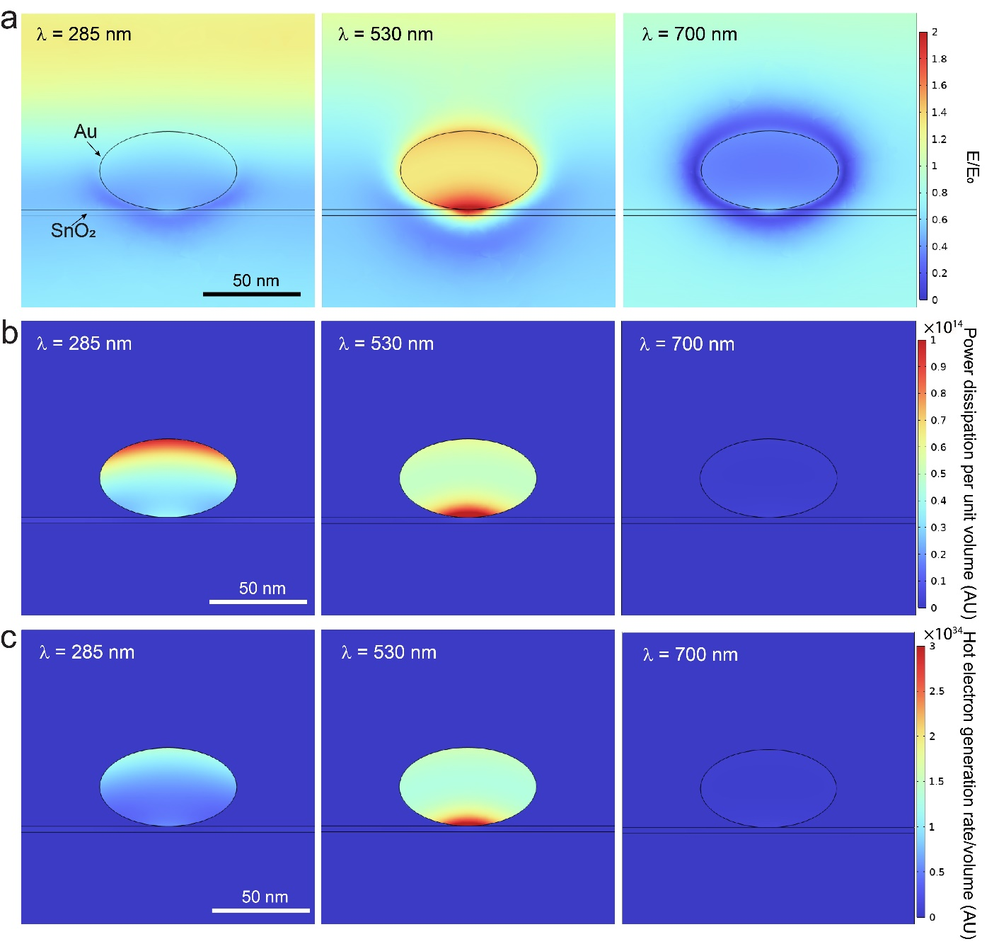 a
λ = 285 nm
λ = 530 nm
λ = 700 nm
Au
SnO₂
50 nm
2
1.8
1.6
1.4
1.2
1
0.8
0.6
0.4
0.2
0
E/E₀
b
λ = 285 nm
λ = 530 nm
λ = 700 nm
50 nm
×10¹⁴
1
0.9
0.8
0.7
0.6
0.5
0.4
0.3
0.2
0.1
0
Power dissipation per unit volume (AU)
c
λ = 285 nm
λ = 530 nm
λ = 700 nm
50 nm
×10³⁴
3
2.5
2
1.5
1
0.5
0
Hot electron generation rate/volume (AU)